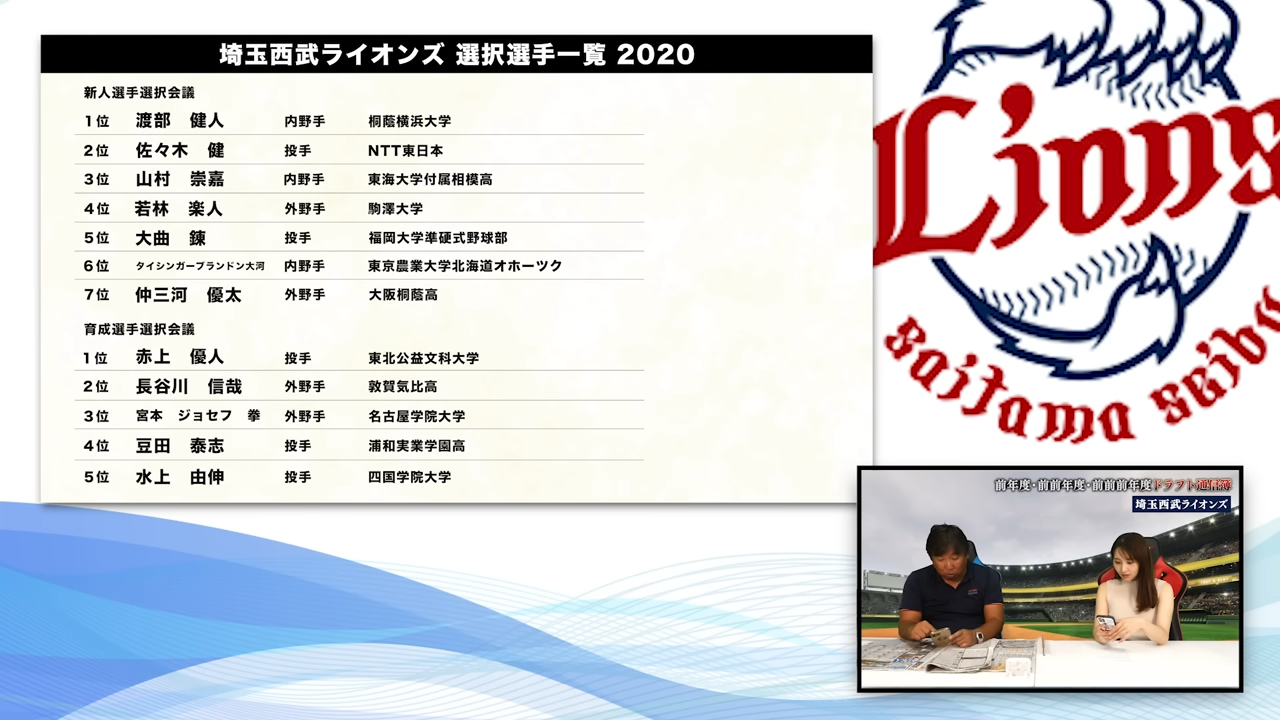 埼玉西武ライオンズ 選択選手一覧 2020
新人選手選択会議
1位 渡部 健人 内野手 桐蔭横浜大学
2位 佐々木 健 投手 NTT東日本
3位 山村 崇嘉 内野手 東海大学付属相模高
4位 若林 楽人 外野手 駒澤大学
5位 大曲 錬 投手 福岡大学準硬式野球部
6位 タイシンガーブランドン大河 内野手 東京農業大学北海道オホーツク
7位 仲三河 優太 外野手 大阪桐蔭高
育成選手選択会議
1位 赤上 優人 投手 東北公益文科大学
2位 長谷川 信哉 外野手 敦賀気比高
3位 宮本 ジョセフ 拳 外野手 名古屋学院大学
4位 豆田 泰志 投手 浦和実業学園高
5位 水上 由伸 投手 四国学院大学
Lions
Saitama Seibu
前年度・前前年度・前前前年度ドラフト通信簿
埼玉西武ライオンズ